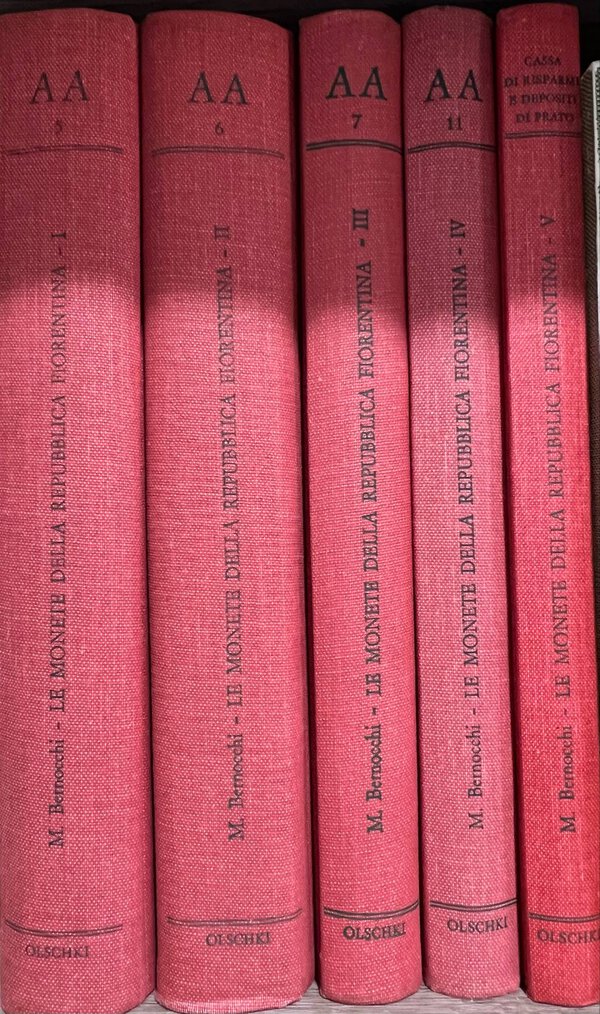 AA
5
M. Bernocchi - LE MONETE DELLA REPUBBLICA FIORENTINA - I
OLSCHKI
AA
6
M. Bernocchi - LE MONETE DELLA REPUBBLICA FIORENTINA - II
OLSCHKI
AA
7
M. Bernocchi - LE MONETE DELLA REPUBBLICA FIORENTINA - III
OLSCHKI
AA
11
M. Bernocchi - LE MONETE DELLA REPUBBLICA FIORENTINA - IV
OLSCHKI
CASSA
DI RISPARMI
E DEPOSITI
DI PRATO
M. Bernocchi - LE MONETE DELLA REPUBBLICA FIORENTINA - V
OLSCHKI